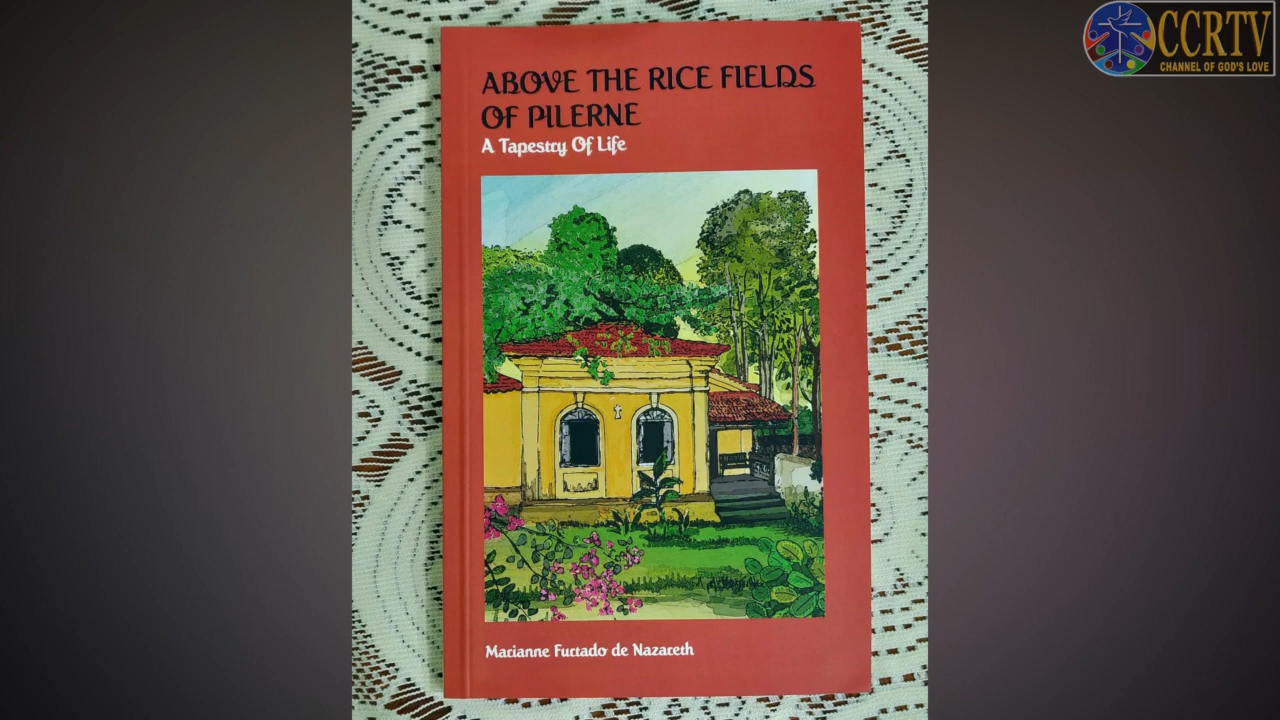 CCRTV
CHANNEL OF GOD'S LOVE
ABOVE THE RICE FIELDS
OF PILERNE
A Tapestry Of Life
Marianne Furtado de Nazareth